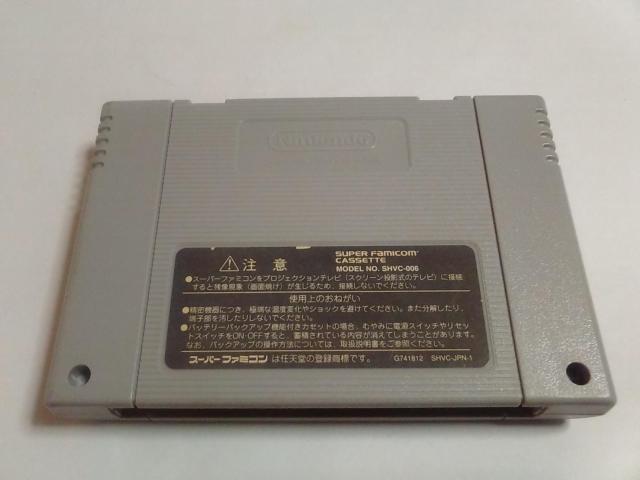 Nintendo
⚠注意
SUPER FAMICOM
CASSETTE
MODEL NO. SHVC-006
●スーパーファミコンをプロジェクションテレビ（スクリーン投影式のテレビ）に接続
すると残像現象（画面焼け）が生じるため、接続しないでください。
使用上のおねがい
●精密機器につき、極端な温度変化やショックを避けてください。また分解したり、
端子部を汚したりしないでください。
●バッテリーバックアップ機能付きカセットの場合、むやみに電源スイッチやリセッ
トスイッチをON・OFFすると、蓄積されている内容が消えてしまうことがあります。
なお、バックアップの操作方法については、取扱説明書をご参照ください。
スーパーファミコンは任天堂の登録商標です。 G741812 SHVC-JPN-1